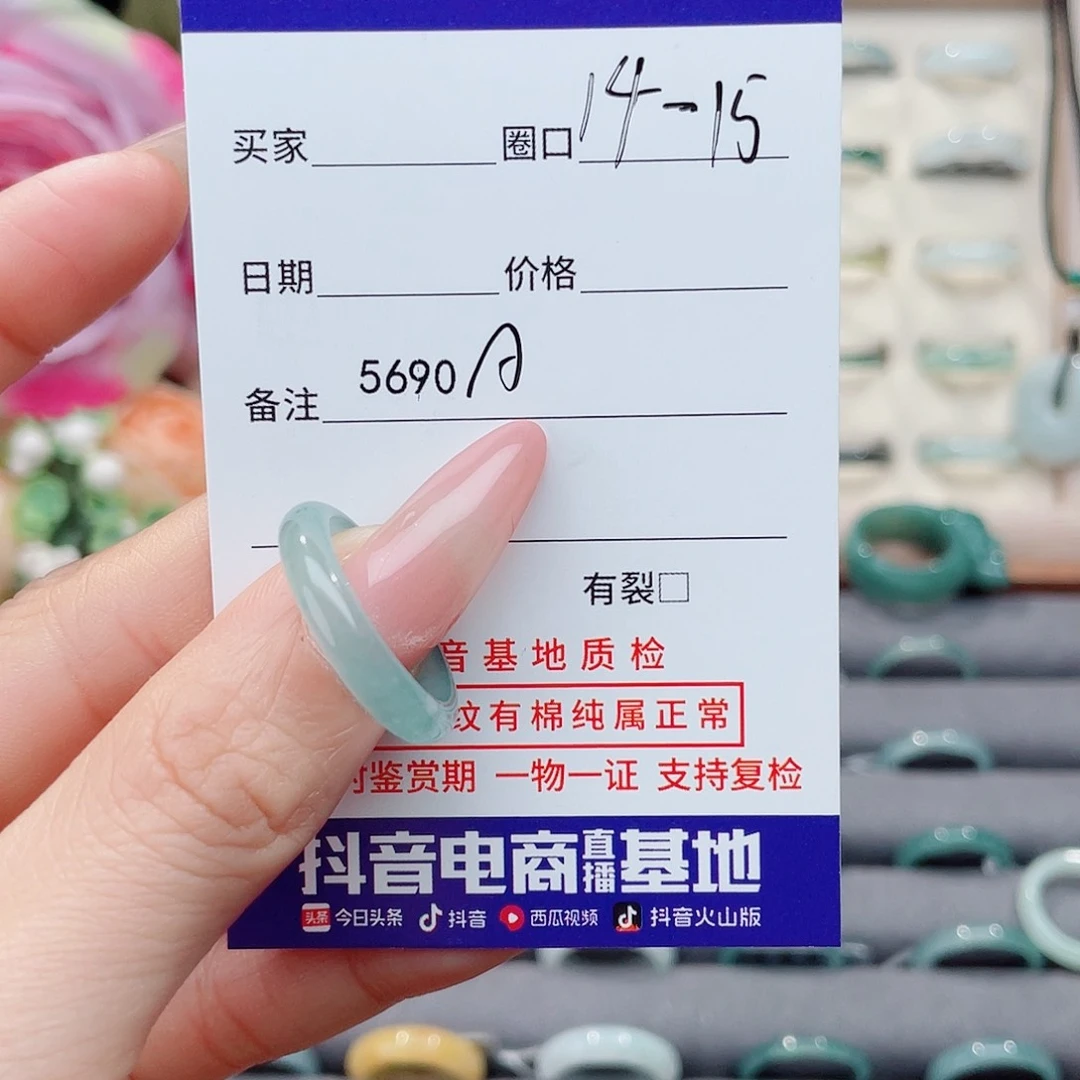 买家 圈口 14-15
日期 价格
备注 5690 A
有裂
音基地质检
纹有棉纯属正常
时鉴赏期 一物一证 支持复检
抖音电商直播基地
头条 今日头条 抖音 西瓜视频 抖音火山版